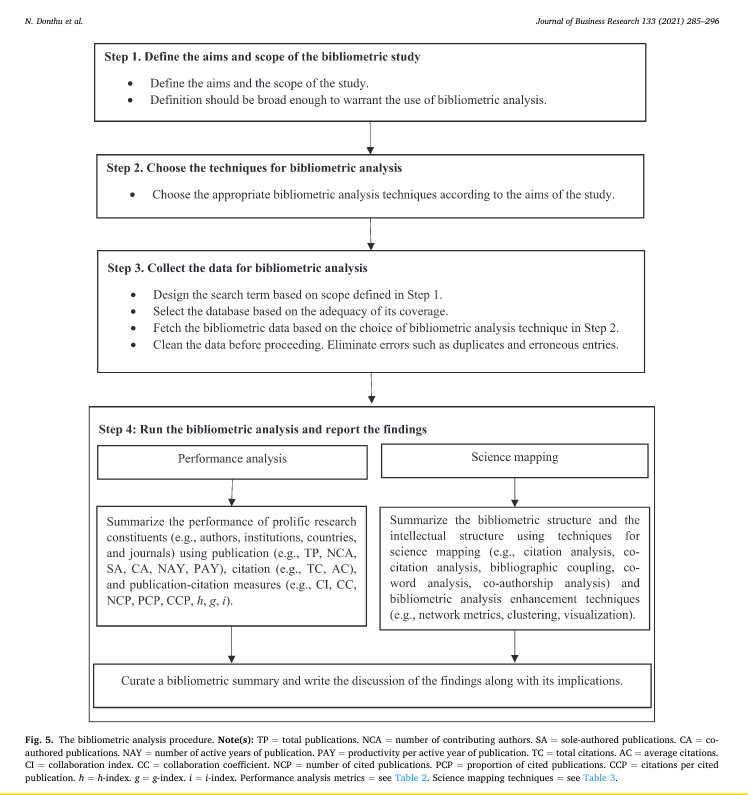 N. Donthu et al.
Journal of Business Research 133 (2021) 285–296
Step 1. Define the aims and scope of the bibliometric study
• Define the aims and the scope of the study.
• Definition should be broad enough to warrant the use of bibliometric analysis.
Step 2. Choose the techniques for bibliometric analysis
• Choose the appropriate bibliometric analysis techniques according to the aims of the study.
Step 3. Collect the data for bibliometric analysis
• Design the search term based on scope defined in Step 1.
• Select the database based on the adequacy of its coverage.
• Fetch the bibliometric data based on the choice of bibliometric analysis technique in Step 2.
• Clean the data before proceeding. Eliminate errors such as duplicates and erroneous entries.
Step 4: Run the bibliometric analysis and report the findings
Performance analysis
Summarize the performance of prolific research
constituents (e.g., authors, institutions, countries,
and journals) using publication (e.g., TP, NCA,
SA, CA, NAY, PAY), citation (e.g., TC, AC),
and publication-citation measures (e.g., CI, CC,
NCP, PCP, CCP, h, g, i).
Science mapping
Summarize the bibliometric structure and the
intellectual structure using techniques for
science mapping (e.g., citation analysis, co-
citation analysis, bibliographic coupling, co-
word analysis, co-authorship analysis) and
bibliometric analysis enhancement techniques
(e.g., network metrics, clustering, visualization).
Curate a bibliometric summary and write the discussion of the findings along with its implications.
Fig. 5. The bibliometric analysis procedure. Note(s): TP = total publications. NCA = number of contributing authors. SA = sole-authored publications. CA = co-
authored publications. NAY = number of active years of publication. PAY = productivity per active year of publication. TC = total citations. AC = average citations.
CI = collaboration index. CC = collaboration coefficient. NCP = number of cited publications. PCP = proportion of cited publications. CCP = citations per cited
publication. h = h-index. g = g-index. i = i-index. Performance analysis metrics = see Table 2. Science mapping techniques = see Table 3.